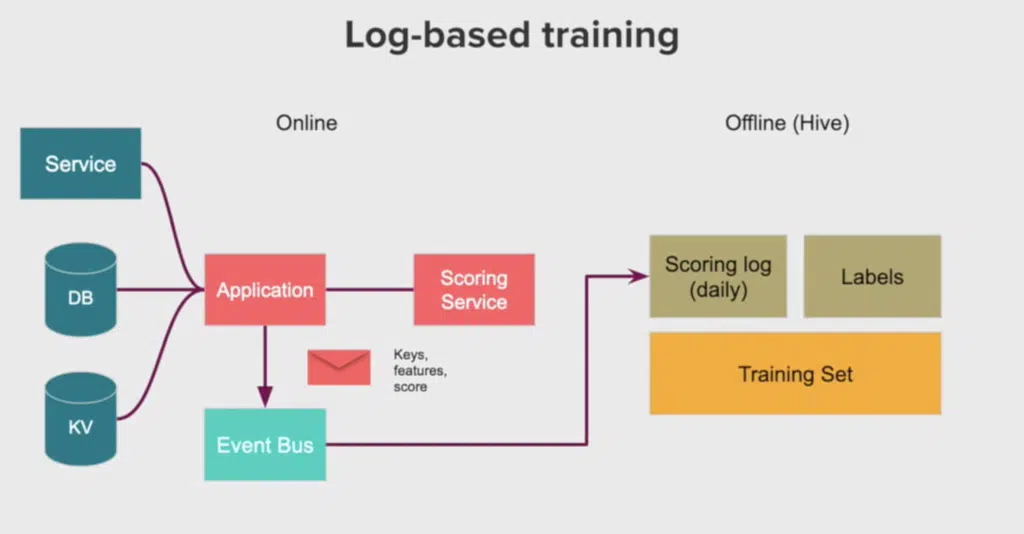 Log-based training
Online
Offline (Hive)
Service
DB
KV
Application
Scoring
Service
Keys,
features,
score
Event Bus
Scoring log
(daily)
Labels
Training Set